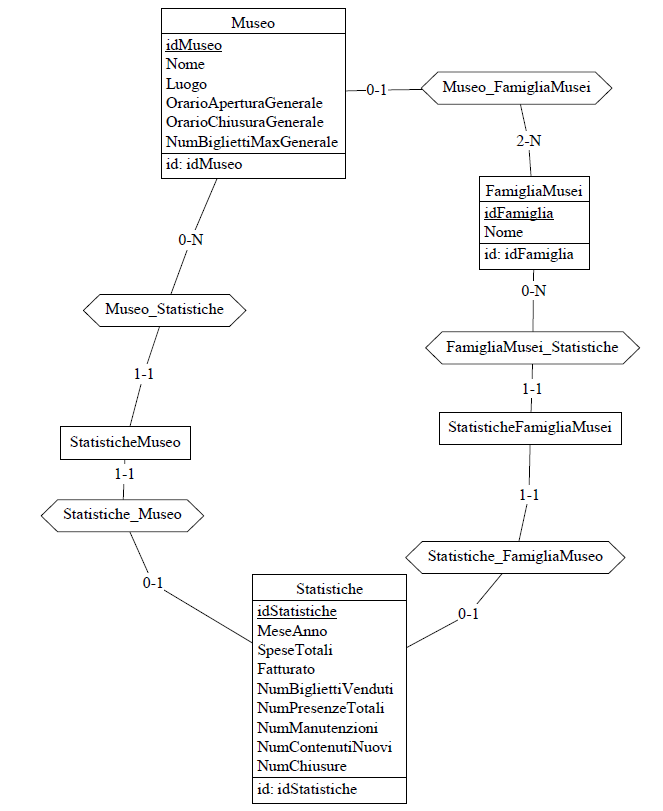 Museo
idMuseo
Nome
Luogo
OrarioAperturaGenerale
OrarioChiusuraGenerale
NumBigliettiMaxGenerale
id: idMuseo
0-1
Museo_FamigliaMusei
2-N
FamigliaMusei
idFamiglia
Nome
id: idFamiglia
0-N
Museo_Statistiche
1-1
StatisticheMuseo
1-1
Statistiche_Museo
0-1
0-N
FamigliaMusei_Statistiche
1-1
StatisticheFamigliaMusei
1-1
Statistiche_FamigliaMuseo
0-1
Statistiche
idStatistiche
MeseAnno
SpeseTotali
Fatturato
NumBigliettiVenduti
NumPresenzeTotali
NumManutenzioni
NumContenutiNuovi
NumChiusure
id: idStatistiche